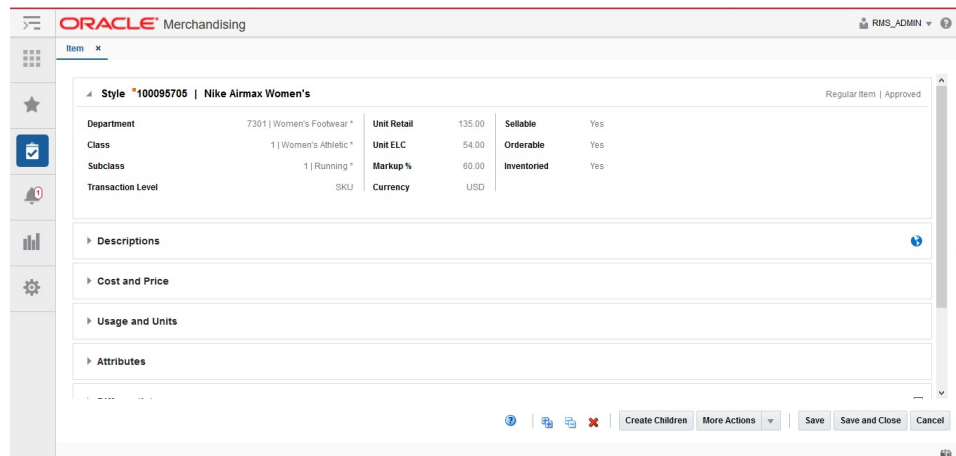 ORACLE® Merchandising
RMS_ADMIN
Item
Style 100095705 | Nike Airmax Women's
Regular Item | Approved
Department 7301 | Women's Footwear * Unit Retail 135.00 Sellable Yes
Class 1 | Women's Athletic * Unit ELC 54.00 Orderable Yes
Subclass 1 | Running * Markup % 60.00 Inventoried Yes
Transaction Level SKU Currency USD
1
Descriptions
Cost and Price
Usage and Units
Attributes
Create Children More Actions Save Save and Close Cancel